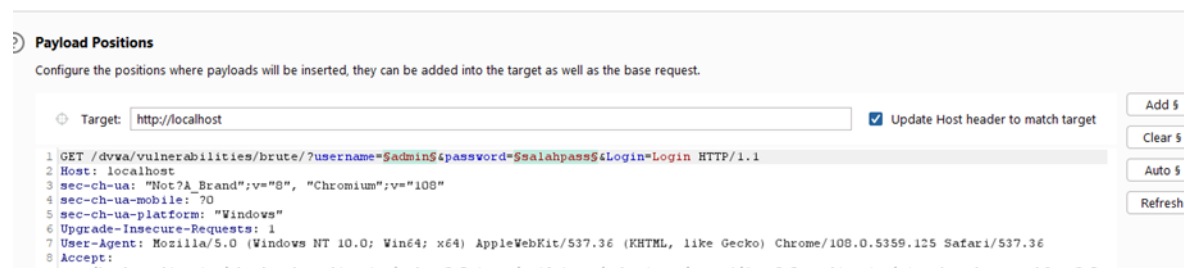 ?) Payload Positions
Configure the positions where payloads will be inserted, they can be added into the target as well as the base request.
Target: http://localhost
Update Host header to match target
Add §
Clear §
Auto §
Refresh
1 GET /dvwa/vulnerabilities/brute/?username=§admin§&password=§salahpass§&Login=Login HTTP/1.1
2 Host: localhost
3 sec-ch-ua: "Not?A_Brand";v="8", "Chromium";v="108"
4 sec-ch-ua-mobile: ?0
5 sec-ch-ua-platform: "Windows"
6 Upgrade-Insecure-Requests: 1
7 User-Agent: Mozilla/5.0 (Windows NT 10.0; Win64; x64) AppleWebKit/537.36 (KHTML, like Gecko) Chrome/108.0.5359.125 Safari/537.36
8 Accept: